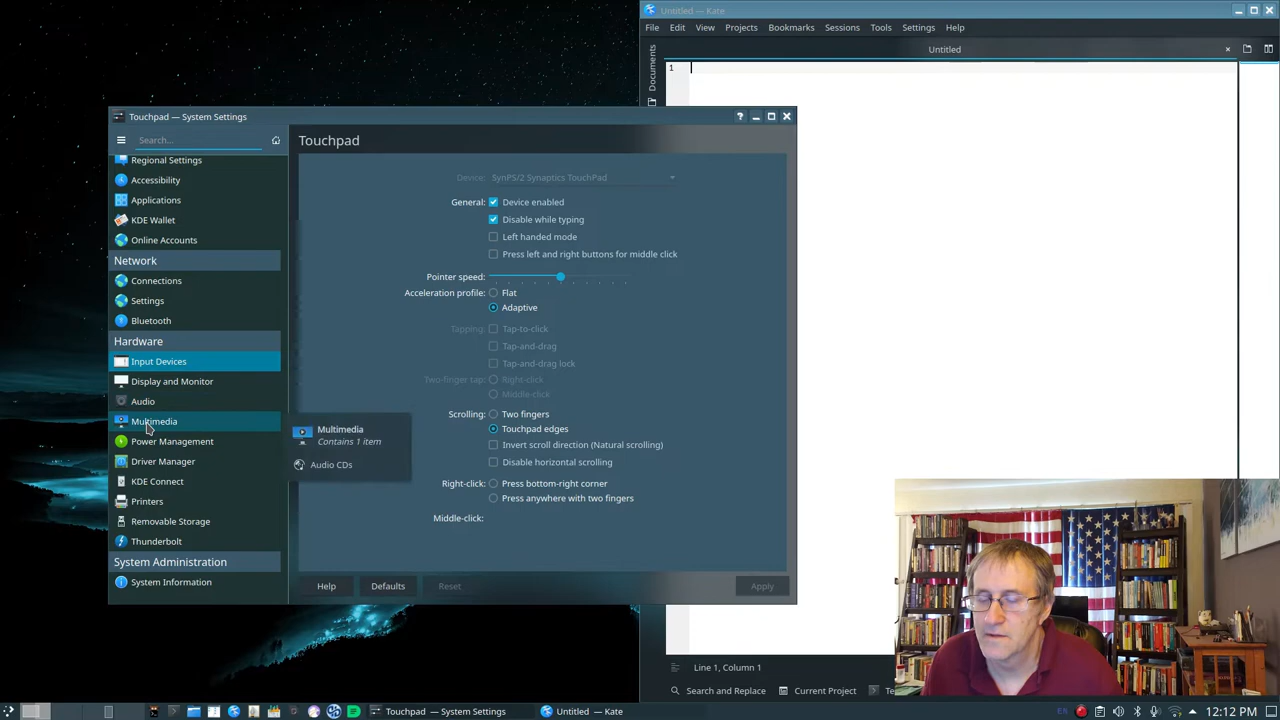 Untitled — Kate
File Edit View Projects Bookmarks Sessions Tools Settings Help
Untitled
Documents
1
Touchpad — System Settings
Search...
Touchpad
Regional Settings
Accessibility
Applications
KDE Wallet
Online Accounts
Network
Connections
Settings
Bluetooth
Hardware
Input Devices
Display and Monitor
Audio
Multimedia
Power Management
Driver Manager
KDE Connect
Printers
Removable Storage
Thunderbolt
System Administration
System Information
Multimedia
Contains 1 item
Audio CDs
Device: SynPS/2 Synaptics TouchPad
General: Device enabled
Disable while typing
Left handed mode
Press left and right buttons for middle click
Pointer speed:
Acceleration profile: Flat
Adaptive
Tapping: Tap-to-click
Tap-and-drag
Tap-and-drag lock
Two-finger tap: Right-click
Middle-click
Scrolling: Two fingers
Touchpad edges
Invert scroll direction (Natural scrolling)
Disable horizontal scrolling
Right-click: Press bottom-right corner
Press anywhere with two fingers
Middle-click:
Help Defaults Reset Apply
Line 1, Column 1
Search and Replace Current Project
Touchpad — System Settings Untitled — Kate 12:12 PM